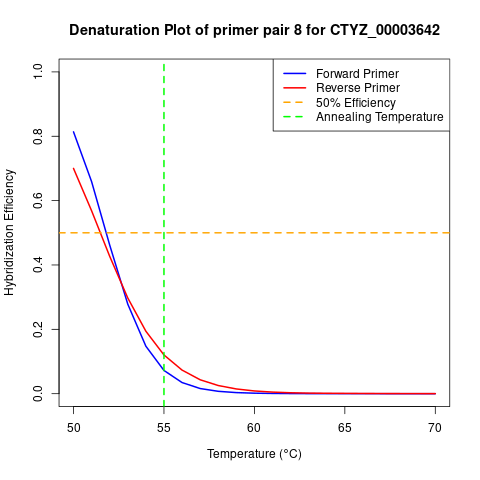 Denaturation Plot of primer pair 8 for CTYZ_00003642
Forward Primer
Reverse Primer
50% Efficiency
Annealing Temperature
Hybridization Efficiency
1.0
0.8
0.6
0.4
0.2
0.0
50 55 60 65 70
Temperature (°C)